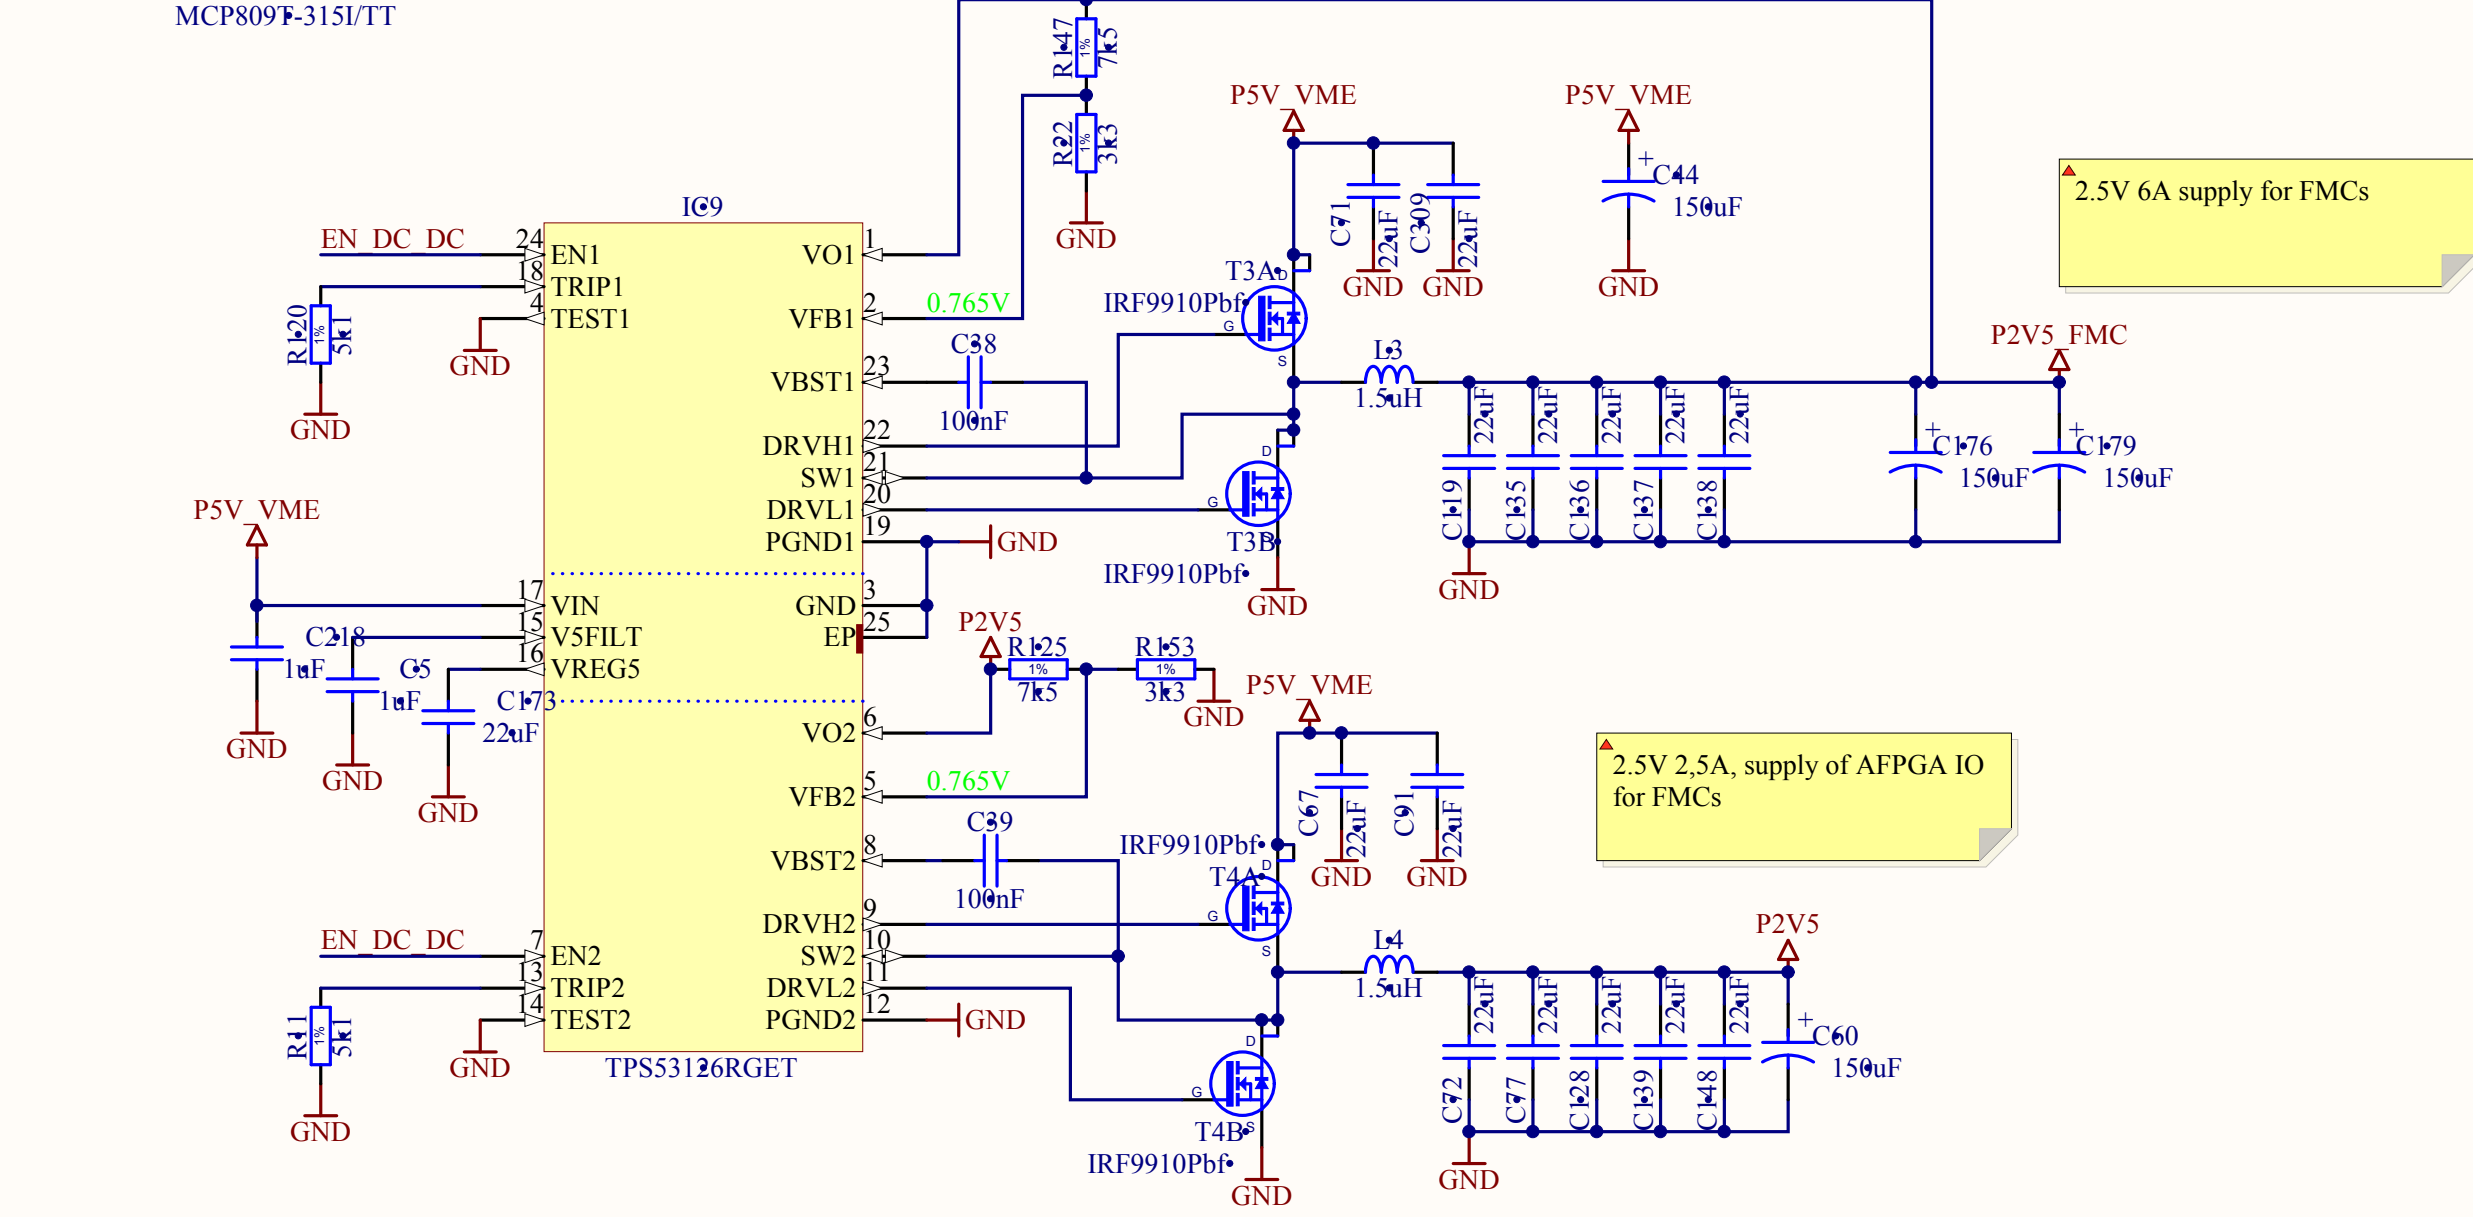 MCP809T-315I/TT
R147
1%
7k5
R22
1%
3k3
GND
P5V_VME
C71
22uF
GND
C309
22uF
GND
P5V_VME
+
C44
150uF
GND
2.5V 6A supply for FMCs
IC9
EN_DC_DC
24
EN1
18
TRIP1
4
TEST1
R120
1%
5k1
GND
GND
VO1
1
VFB1
2
0.765V
VBST1
23
C38
100nF
DRVH1
22
SW1
21
DRVL1
20
PGND1
19
GND
T3A
IRF9910Pbf
D
G
S
L3
1.5uH
P2V5_FMC
D
G
S
T3B
IRF9910Pbf
GND
22uF
22uF
22uF
22uF
22uF
C119
C135
C136
C137
C138
GND
+
C176
150uF
+
C179
150uF
P5V_VME
17
VIN
15
V5FILT
16
VREG5
C218
1uF
GND
C5
1uF
GND
C173
22uF
GND
GND
3
EP
25
P2V5
R125
1%
7k5
R153
1%
3k3
GND
VO2
6
VFB2
5
0.765V
VBST2
8
C39
100nF
DRVH2
9
SW2
10
DRVL2
11
PGND2
12
GND
EN_DC_DC
7
EN2
13
TRIP2
14
TEST2
R11
1%
5k1
GND
GND
TPS53126RGET
P5V_VME
C67
22uF
GND
C91
22uF
GND
2.5V 2,5A, supply of AFPGA IO
for FMCs
IRF9910Pbf
T4A
D
G
S
L4
1.5uH
P2V5
D
G
S
T4B
IRF9910Pbf
GND
22uF
22uF
22uF
22uF
22uF
C72
C77
C128
C139
C148
GND
+
C60
150uF